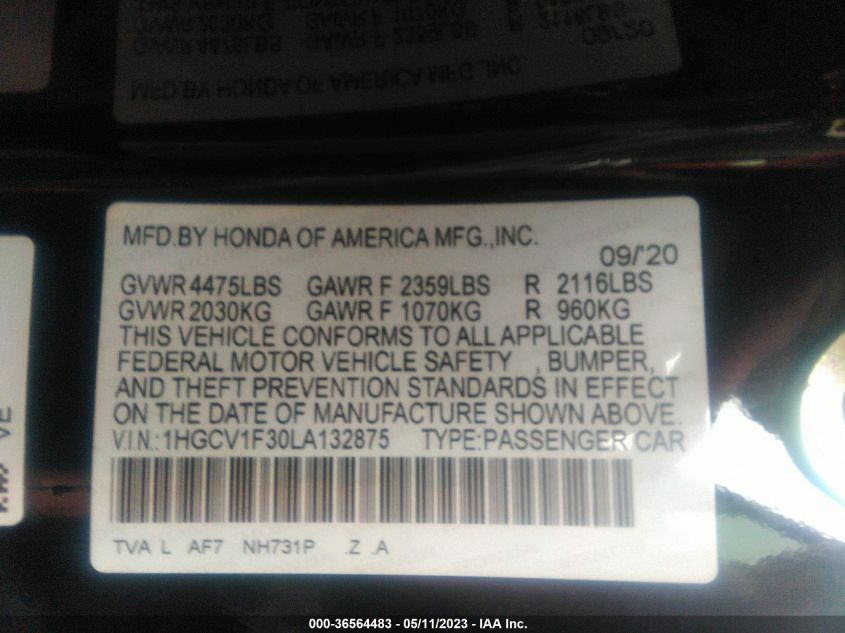 MFD.BY HONDA OF AMERICA MFG.,INC.
09/'20
GVWR 4475LBS GAWR F 2359LBS R 2116LBS
GVWR 2030KG GAWR F 1070KG R 960KG
THIS VEHICLE CONFORMS TO ALL APPLICABLE
FEDERAL MOTOR VEHICLE SAFETY , BUMPER,
AND THEFT PREVENTION STANDARDS IN EFFECT
ON THE DATE OF MANUFACTURE SHOWN ABOVE.
V.I.N.:1HGCV1F30LA132875 TYPE:PASSENGER CAR
TVA L AF7 NH731P .Z .A
000-36564483 - 05/11/2023 - IAA Inc.